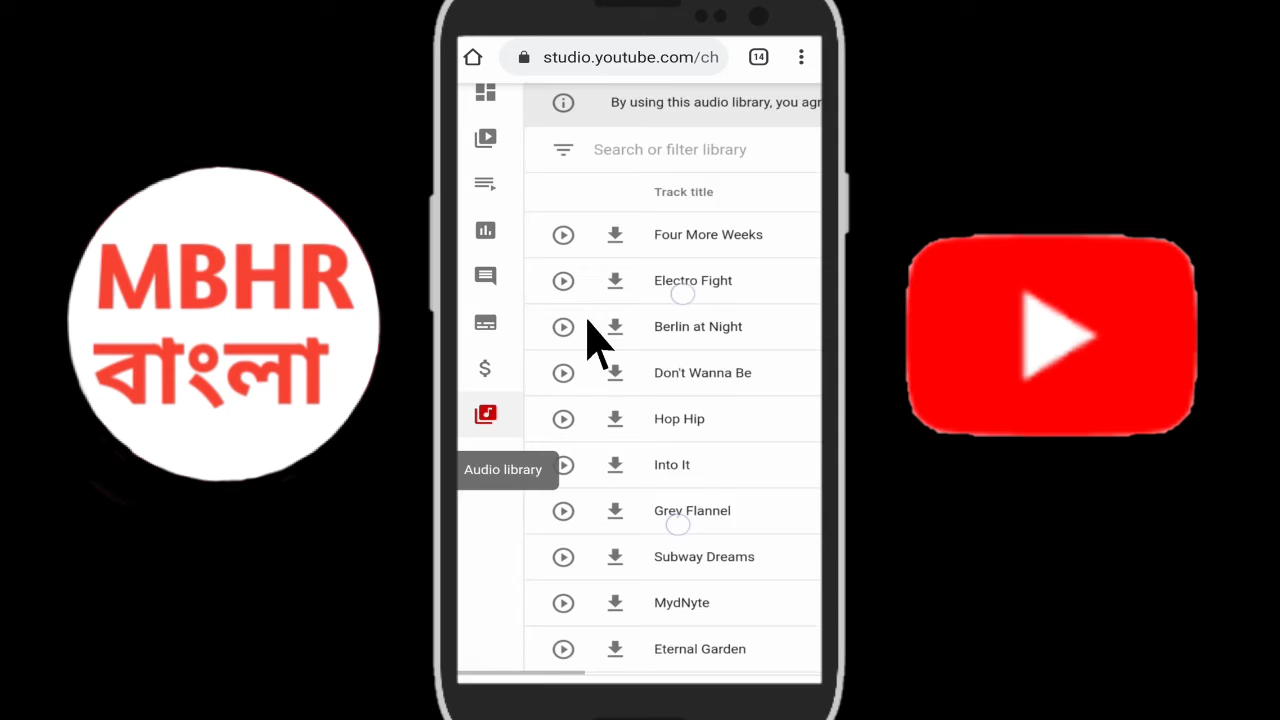 MBHR
বাংলা
studio.youtube.com/ch
14
By using this audio library, you agr
Search or filter library
Track title
Four More Weeks
Electro Fight
Berlin at Night
Don't Wanna Be
Hop Hip
Into It
Audio library
Grey Flannel
Subway Dreams
MydNyte
Eternal Garden